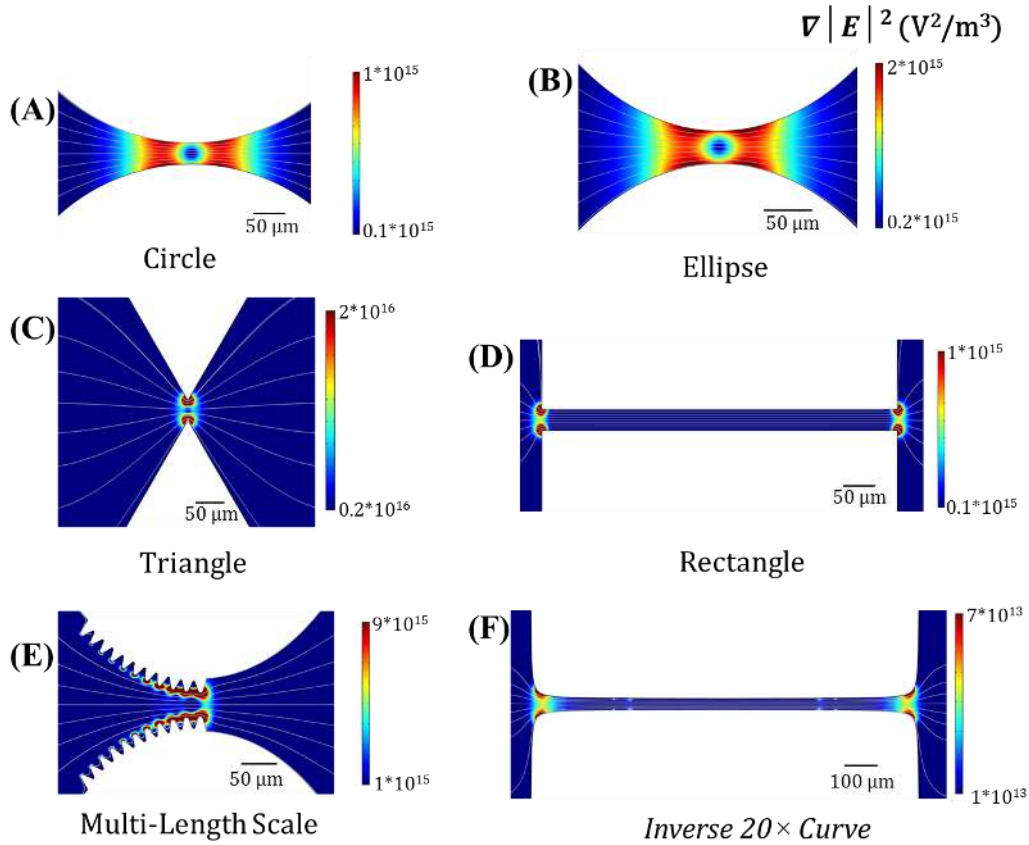 ∇ | E | ² (V²/m³)
(A)
1*10¹⁵
0.1*10¹⁵
50 μm
Circle
(B)
2*10¹⁵
0.2*10¹⁵
50 μm
Ellipse
(C)
2*10¹⁶
0.2*10¹⁶
50 μm
Triangle
(D)
1*10¹⁵
0.1*10¹⁵
50 μm
Rectangle
(E)
9*10¹⁵
1*10¹⁵
50 μm
Multi-Length Scale
(F)
7*10¹³
1*10¹³
100 μm
Inverse 20× Curve